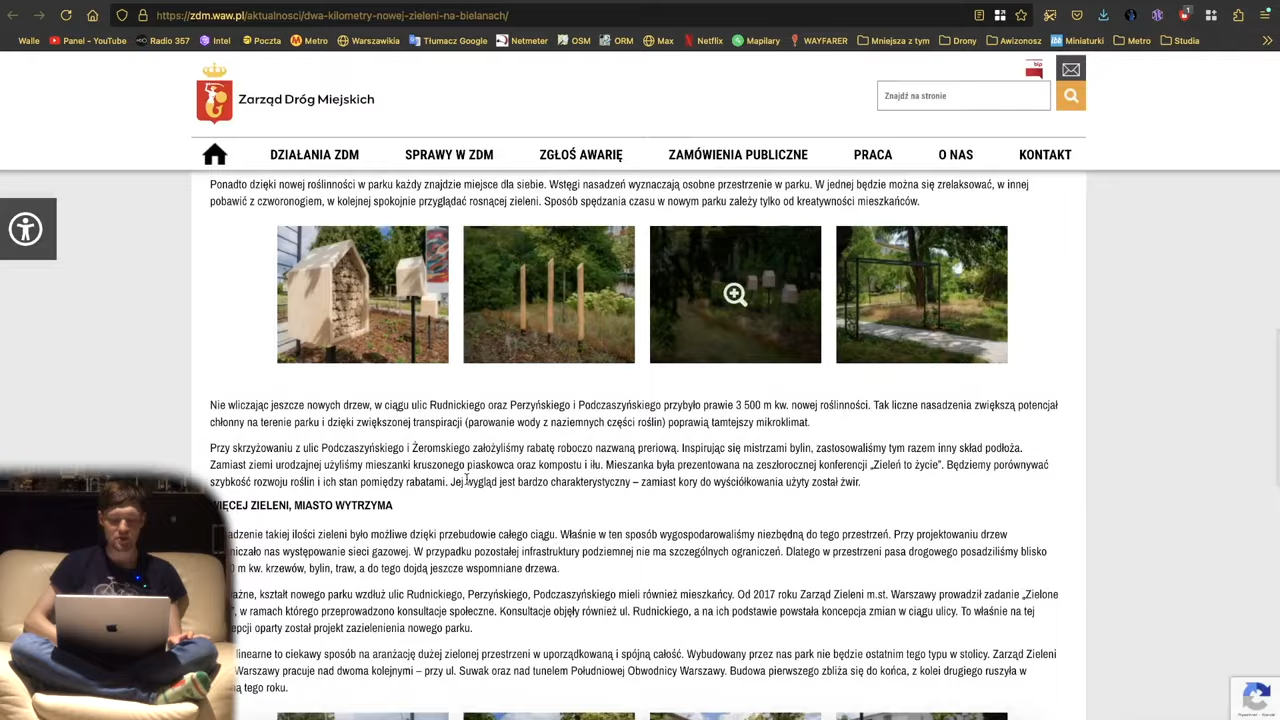 https://zdm.waw.pl/aktualnosci/dwa-kilometry-nowej-zieleni-na-bielanach/
Walle Panel - YouTube Radio 357 Intel Poczta Metro Warszawikia Tłumacz Google Netmeter OSM ORM Max Netflix Mapilary WAYFARER Mniejsza z tym Drony Awizonosz Miniaturki Metro Studia
bip
Zarząd Dróg Miejskich
Znajdź na stronie
DZIAŁANIA ZDM SPRAWY W ZDM ZGŁOŚ AWARIĘ ZAMÓWIENIA PUBLICZNE PRACA O NAS KONTAKT
Ponadto dzięki nowej roślinności w parku każdy znajdzie miejsce dla siebie. Wstęgi nasadzeń wyznaczają osobne przestrzenie w parku. W jednej będzie można się zrelaksować, w innej
pobawić z czworonogiem, w kolejnej spokojnie przyglądać rosnącej zieleni. Sposób spędzania czasu w nowym parku zależy tylko od kreatywności mieszkańców.
Nie wliczając jeszcze nowych drzew, w ciągu ulic Rudnickiego oraz Perzyńskiego i Podczaszyńskiego przybyło prawie 3 500 m kw. nowej roślinności. Tak liczne nasadzenia zwiększą potencjał
chłonny na terenie parku i dzięki zwiększonej transpiracji (parowanie wody z naziemnych części roślin) poprawią tamtejszy mikroklimat.
Przy skrzyżowaniu z ulic Podczaszyńskiego i Żeromskiego założyliśmy rabatę roboczo nazwaną preriową. Inspirując się mistrzami bylin, zastosowaliśmy tym razem inny skład podłoża.
Zamiast ziemi urodzajnej użyliśmy mieszanki kruszonego piaskowca oraz kompostu i iłu. Mieszanka była prezentowana na zeszłorocznej konferencji „Zieleń to życie”. Będziemy porównywać
szybkość rozwoju roślin i ich stan pomiędzy rabatami. Jej wygląd jest bardzo charakterystyczny – zamiast kory do wyściółkowania użyty został żwir.
WIĘCEJ ZIELENI, MIASTO WYTRZYMA
adzenie takiej ilości zieleni było możliwe dzięki przebudowie całego ciągu. Właśnie w ten sposób wygospodarowaliśmy niezbędną do tego przestrzeń. Przy projektowaniu drzew
niczało nas występowanie sieci gazowej. W przypadku pozostałej infrastruktury podziemnej nie ma szczególnych ograniczeń. Dlatego w przestrzeni pasa drogowego posadziliśmy blisko
0 m kw. krzewów, bylin, traw, a do tego dojdą jeszcze wspomniane drzewa.
ażne, kształt nowego parku wzdłuż ulic Rudnickiego, Perzyńskiego, Podczaszyńskiego mieli również mieszkańcy. Od 2017 roku Zarząd Zieleni m.st. Warszawy prowadził zadanie „Zielone
”, w ramach którego przeprowadzono konsultacje społeczne. Konsultacje objęły również ul. Rudnickiego, a na ich podstawie powstała koncepcja zmian w ciągu ulicy. To właśnie na tej
epcji oparty został projekt zazielenienia nowego parku.
linearne to ciekawy sposób na aranżację dużej zielonej przestrzeni w uporządkowaną i spójną całość. Wybudowany przez nas park nie będzie ostatnim tego typu w stolicy. Zarząd Zieleni
Warszawy pracuje nad dwoma kolejnymi – przy ul. Suwak oraz nad tunelem Południowej Obwodnicy Warszawy. Budowa pierwszego zbliża się do końca, z kolei drugiego ruszyła w
ną tego roku.